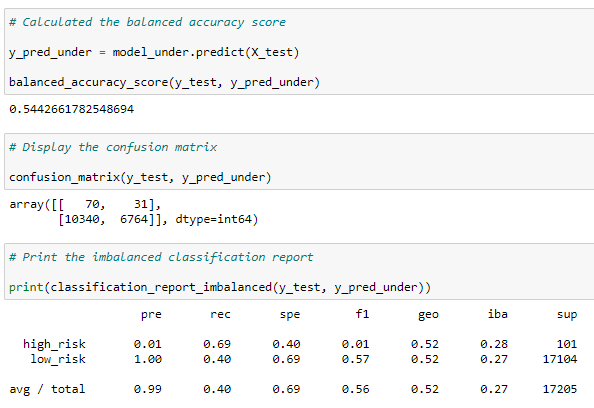 # Calculated the balanced accuracy score
y_pred_under = model_under.predict(X_test)
balanced_accuracy_score(y_test, y_pred_under)
0.5442661782548694
# Display the confusion matrix
confusion_matrix(y_test, y_pred_under)
array([[   70,    31],
       [10340,  6764]], dtype=int64)
# Print the imbalanced classification report
print(classification_report_imbalanced(y_test, y_pred_under))
                  pre       rec       spe        f1       geo       iba       sup
  high_risk      0.01      0.69      0.40      0.01      0.52      0.28       101
   low_risk      1.00      0.40      0.69      0.57      0.52      0.27     17104
avg / total      0.99      0.40      0.69      0.56      0.52      0.27     17205